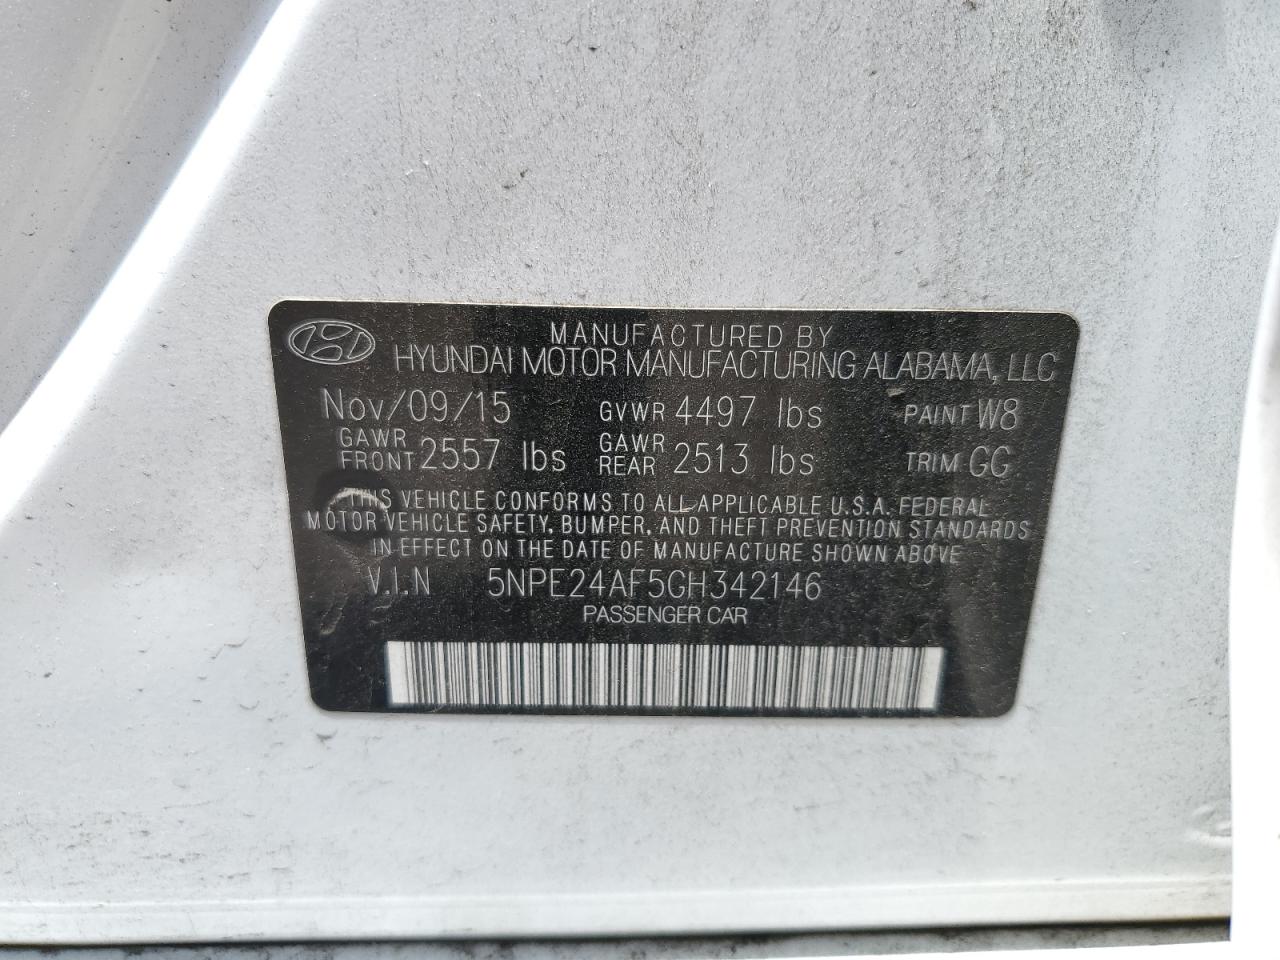 MANUFACTURED BY
HYUNDAI MOTOR MANUFACTURING ALABAMA, LLC
Nov/09/15 GVWR 4497 lbs PAINT W8
GAWR FRONT 2557 lbs GAWR REAR 2513 lbs TRIM GG
THIS VEHICLE CONFORMS TO ALL APPLICABLE U.S.A. FEDERAL
MOTOR VEHICLE SAFETY, BUMPER, AND THEFT PREVENTION STANDARDS
IN EFFECT ON THE DATE OF MANUFACTURE SHOWN ABOVE
V.I.N 5NPE24AF5GH342146
PASSENGER CAR